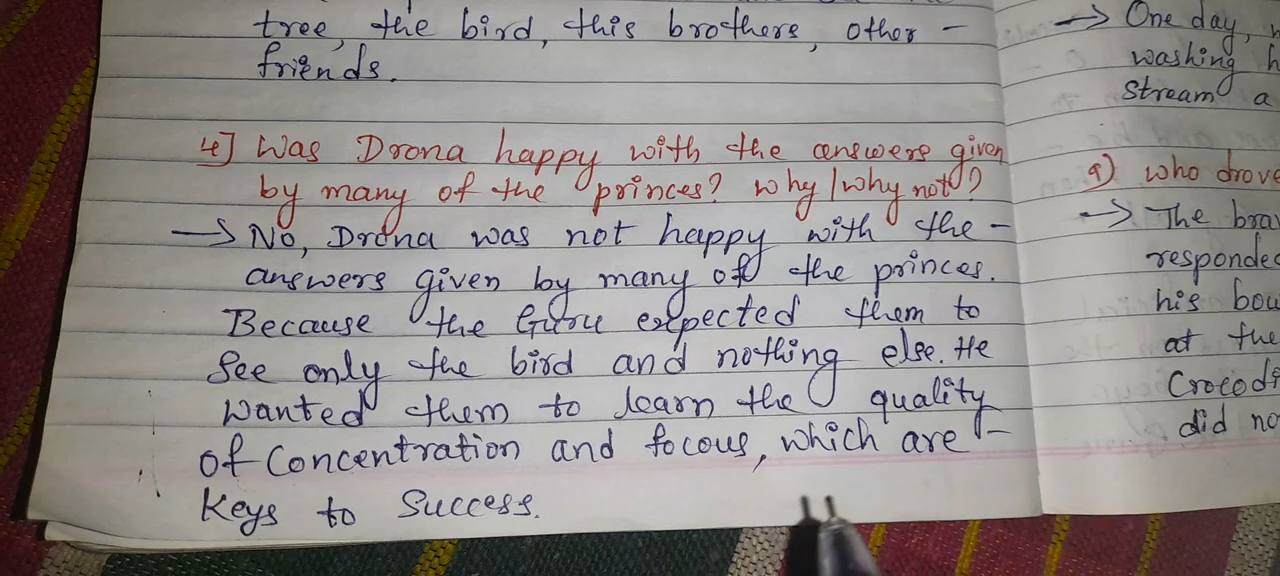 tree, the bird, this brothers, other -
friends.
4] Was Drona happy with the answers given
by many of the princes? why/why not?
→ No, Drona was not happy with the -
answers given by many of the princes.
Because the Guru expected them to
See only the bird and nothing else. He
wanted them to learn the quality
of Concentration and focous, which are -
Keys to Success.
→ One day,
washing h
Stream a
9) who drove
→ The bra
responded
his bou
at the
Crocodi
did no